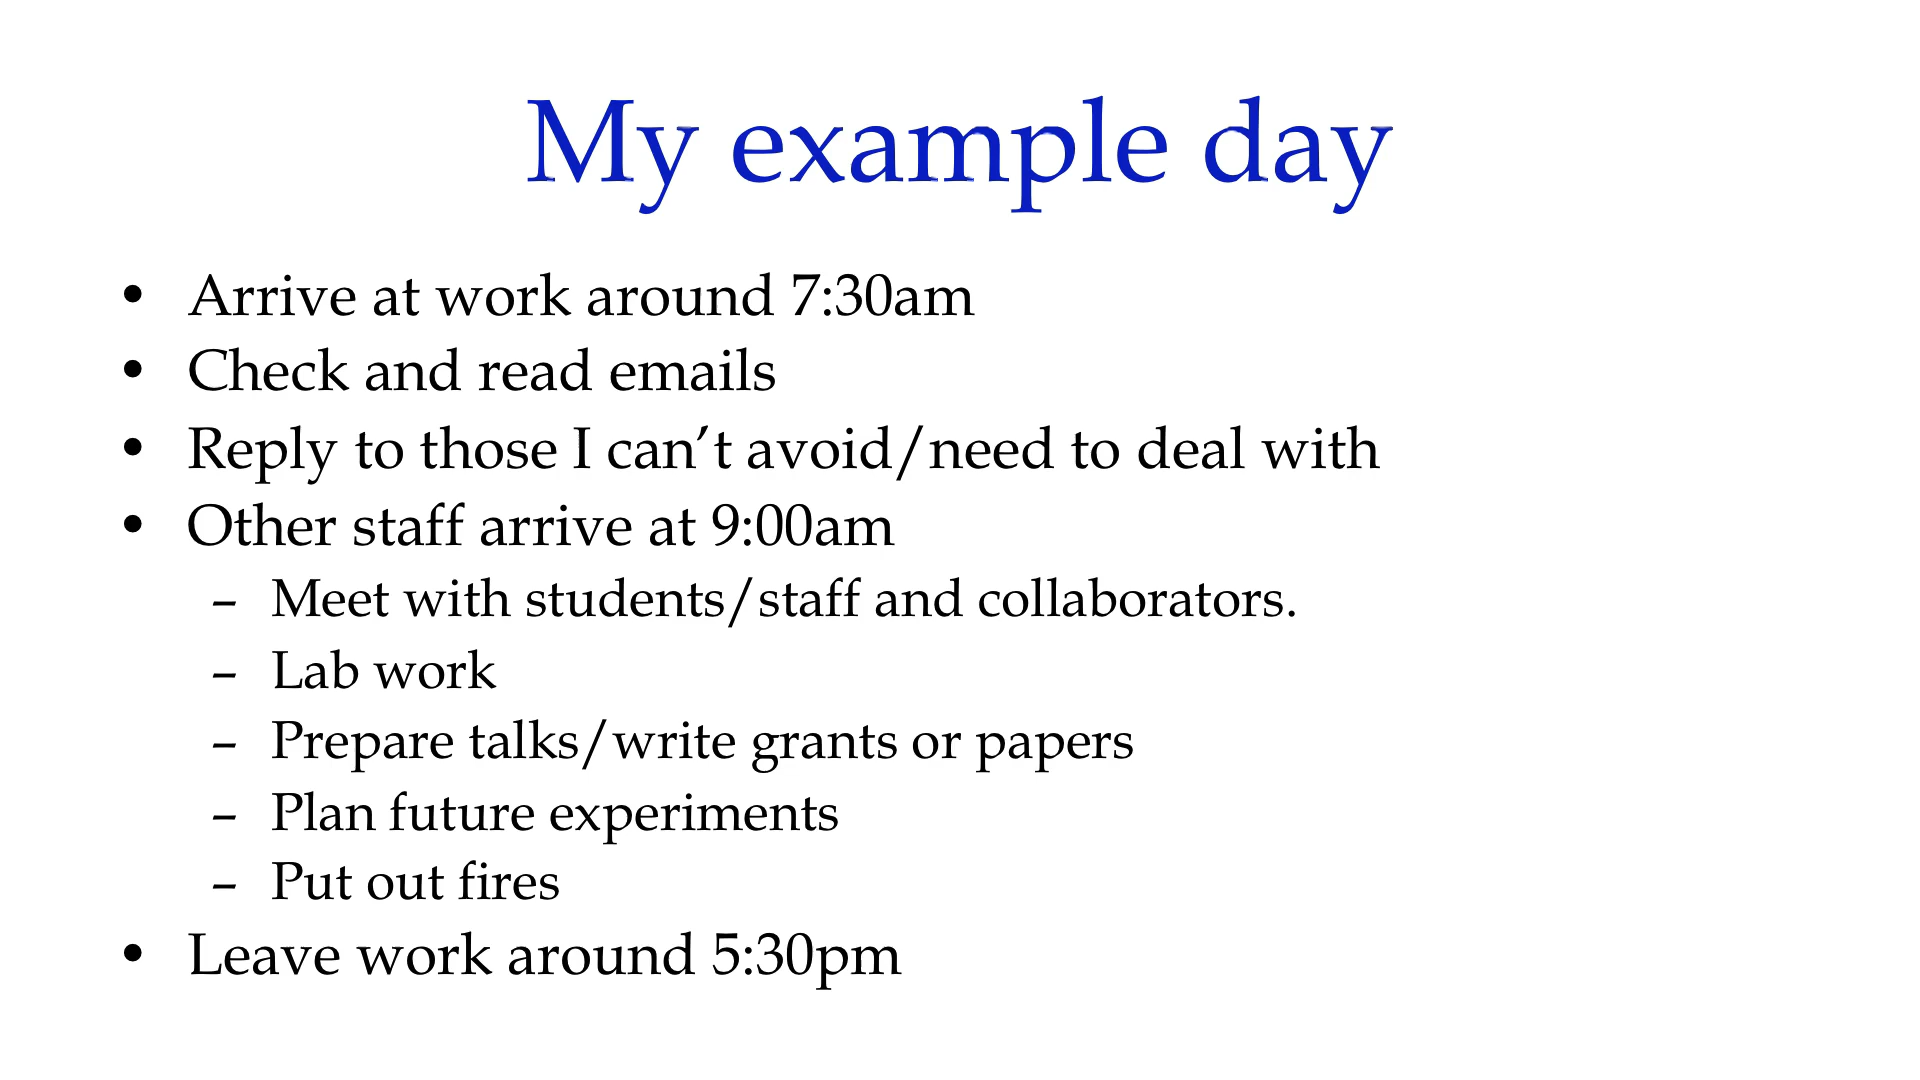 My example day
• Arrive at work around 7:30am
• Check and read emails
• Reply to those I can’t avoid/need to deal with
• Other staff arrive at 9:00am
– Meet with students/staff and collaborators.
– Lab work
– Prepare talks/write grants or papers
– Plan future experiments
– Put out fires
• Leave work around 5:30pm